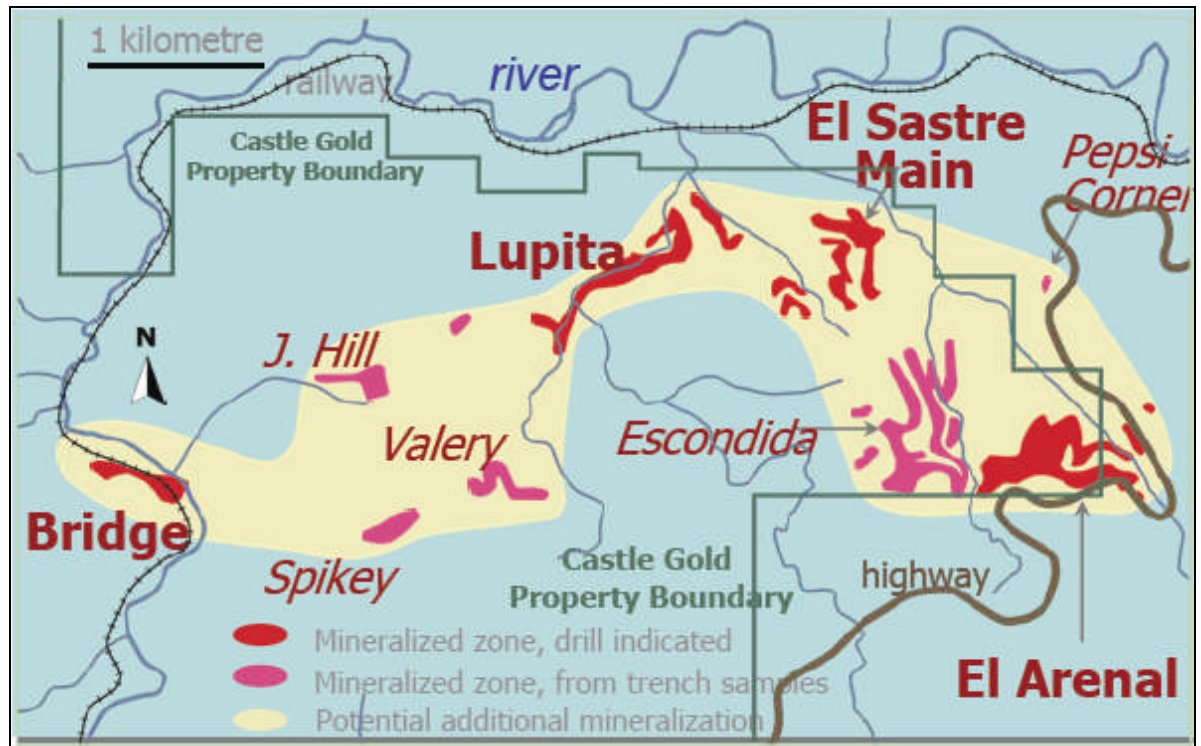 1 kilometre
railway
river
Castle Gold
Property Boundary
El Sastre
Main
Pepsi
Corner
Lupita
N
J. Hill
Valery
Escondida
Bridge
Spikey
Castle Gold
Property Boundary
highway
El Arenal
Mineralized zone, drill indicated
Mineralized zone, from trench samples
Potential additional mineralization